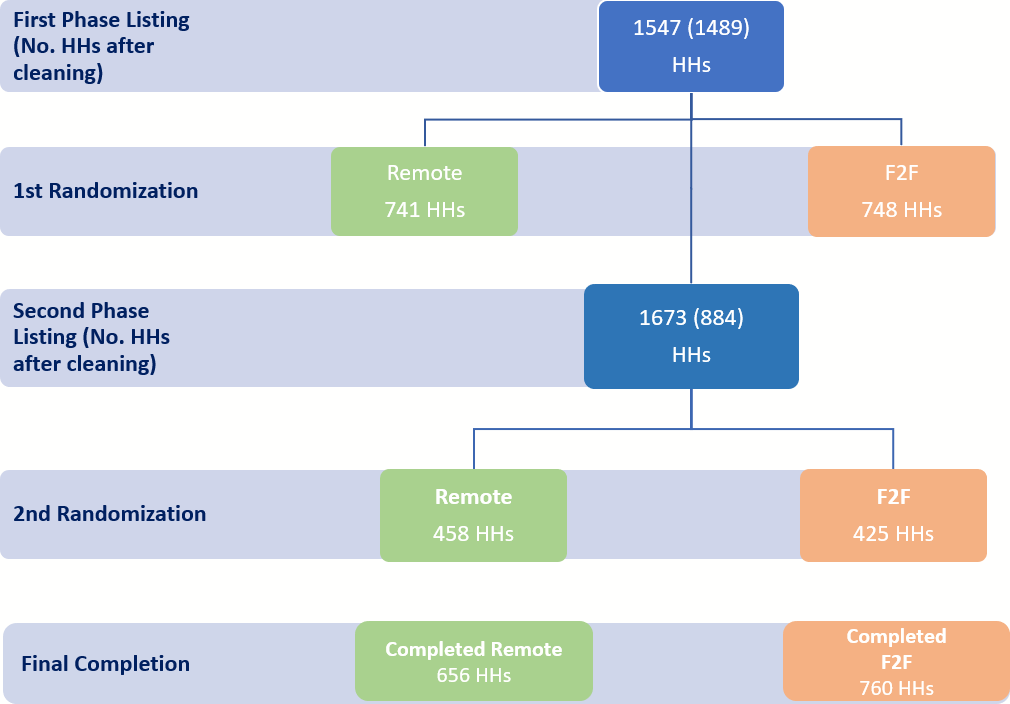 First Phase Listing
(No. HHs after
cleaning)
1547 (1489)
HHs
1st Randomization
Remote
741 HHs
F2F
748 HHs
Second Phase
Listing (No. HHs
after cleaning)
1673 (884)
HHs
2nd Randomization
Remote
458 HHs
F2F
425 HHs
Final Completion
Completed Remote
656 HHs
Completed
F2F
760 HHs